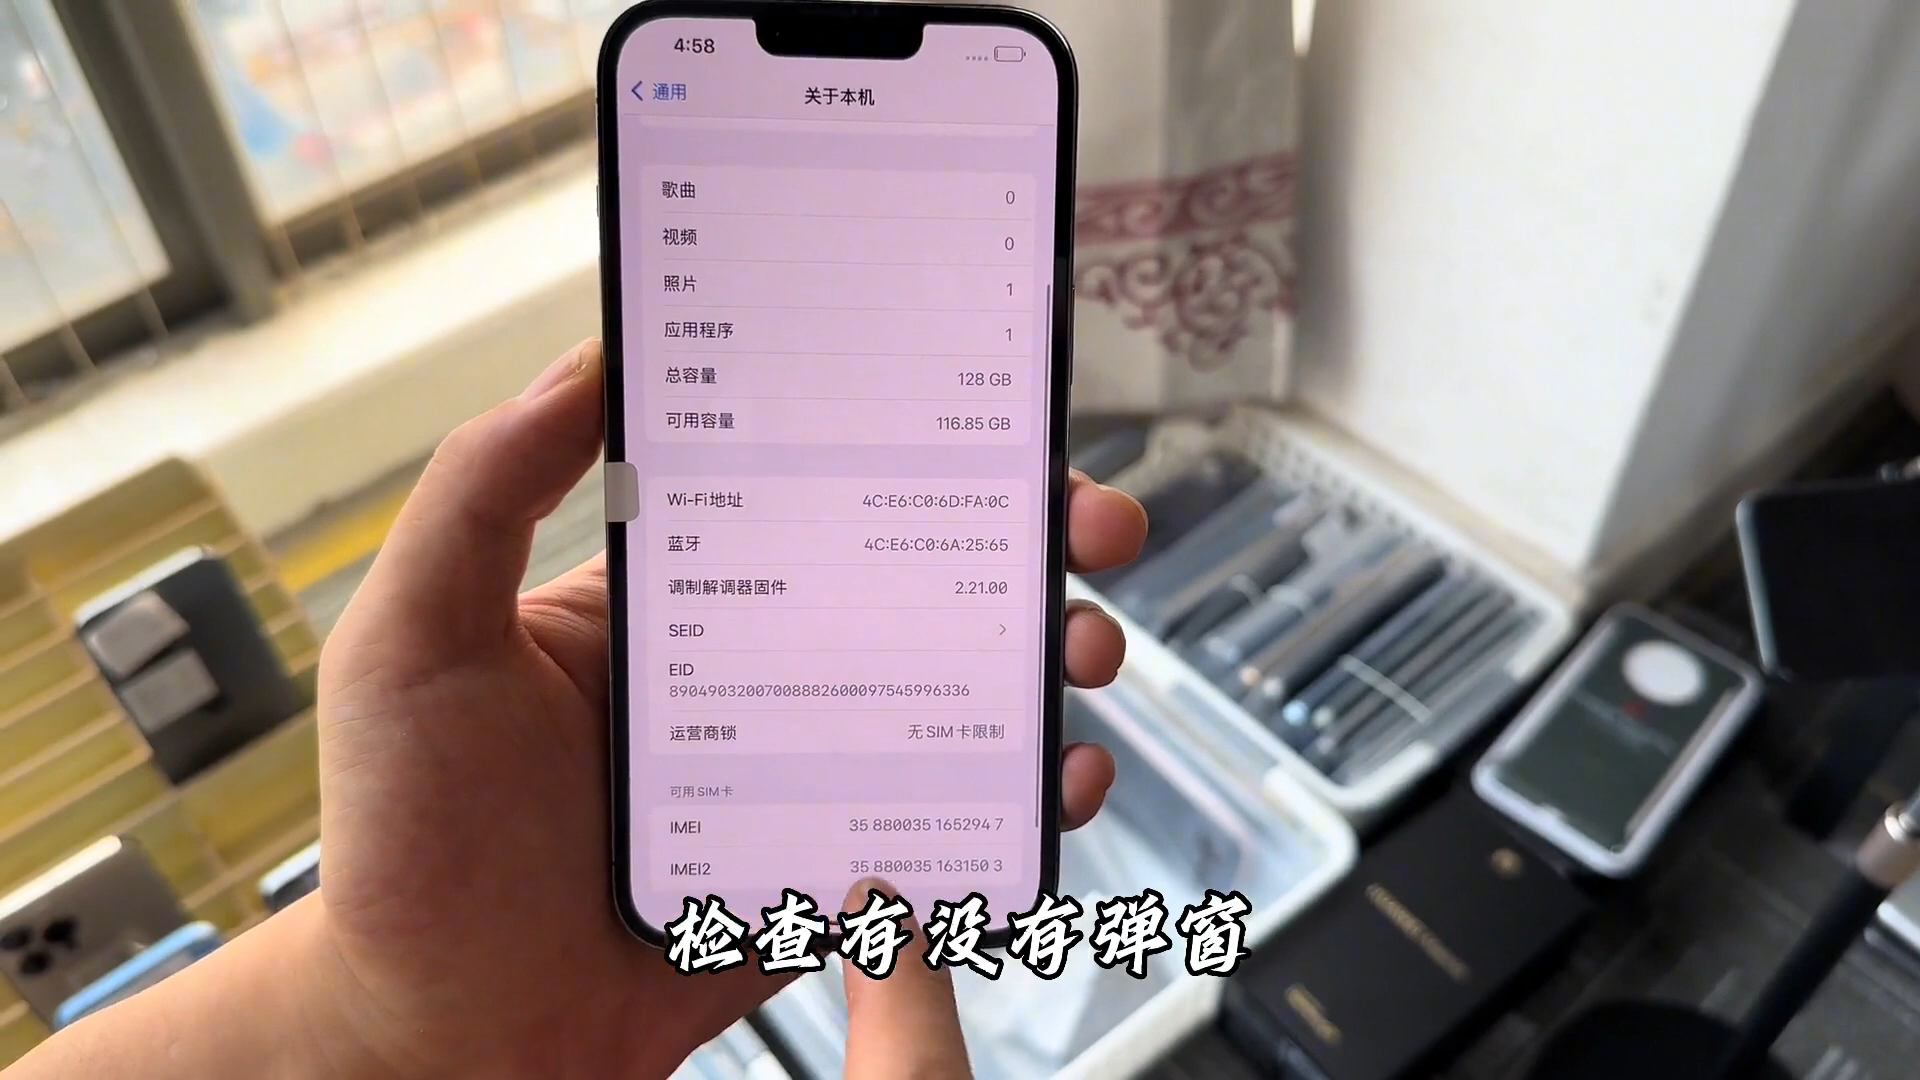 4:58
通用
关于本机
歌曲 0
视频 0
照片 1
应用程序 1
总容量 128 GB
可用容量 116.85 GB
Wi-Fi地址 4C:E6:C0:6D:FA:0C
蓝牙 4C:E6:C0:6A:25:65
调制解调器固件 2.21.00
SEID
EID
89049032007008882600097545996336
运营商锁 无SIM卡限制
可用SIM卡
IMEI 35 880035 165294 7
IMEI2 35 880035 163150 3
检查有没有弹窗